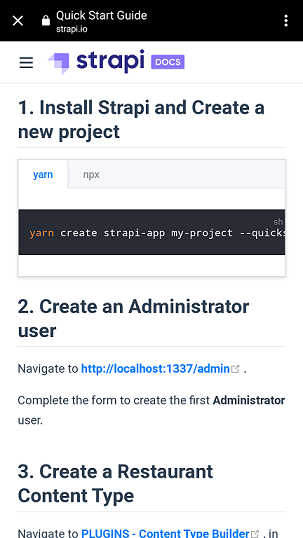 Quick Start Guide
strapi.io
strapi DOCS
1. Install Strapi and Create a
new project
yarn npx
sh
yarn create strapi-app my-project --quicks
2. Create an Administrator
user
Navigate to http://localhost:1337/admin .
Complete the form to create the first Administrator
user.
3. Create a Restaurant
Content Type
Navigate to PLUGINS - Content Type Builder , in